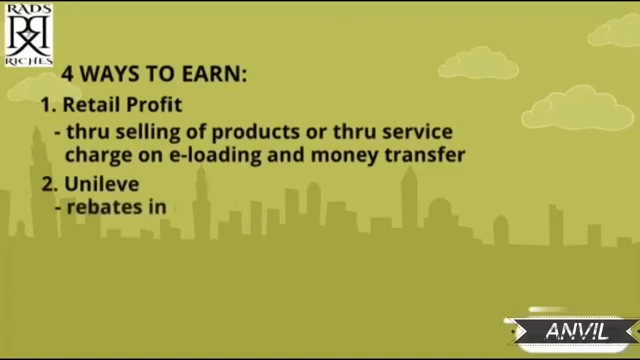 RADS
RICHES
4 WAYS TO EARN:
1. Retail Profit
- thru selling of products or thru service
charge on e-loading and money transfer
2. Unileve
- rebates in
ANVIL